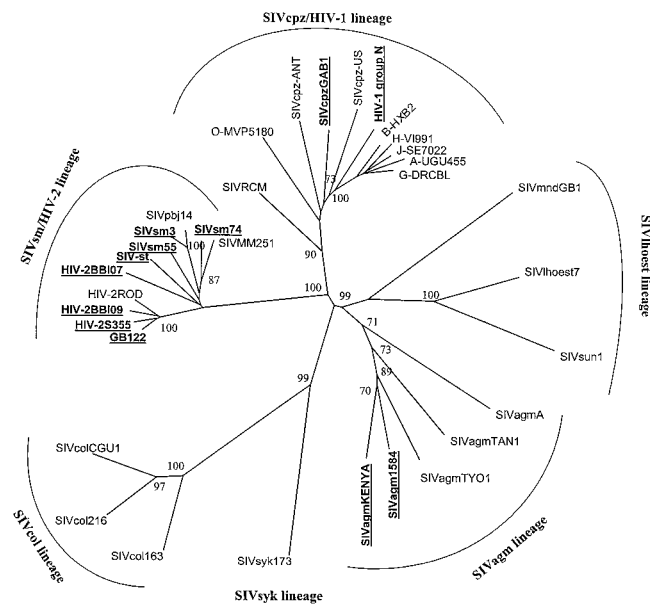 SIVcpz/HIV-1 lineage
SIVcpz-ANT
SIVcpzGAB1
SIVcpz-US
HIV-1 group N
B-HXB2
H-VI991
J-SE7022
A-UGU455
G-DRCBL
O-MVP5180
73
100
SIVRCM
90
SIVsm/HIV-2 lineage
SIVpbj14
SIVsm3
SIVsm74
100
SIVsm55
SIVMM251
SIV-st
87
HIV-2BBI07
HIV-2ROD
HIV-2BBI09
HIV-2S355
100
GB122
100
99
SIVmndGB1
SIVlhoest7
100
SIVsun1
SIVlhoest lineage
71
73
89
70
SIVagmA
SIVagmTAN1
SIVagmTYO1
SIVagm1584
SIVagmKENYA
SIVagm lineage
99
SIVcolCGU1
100
97
SIVcol216
SIVcol163
SIVcol lineage
SIVsyk173
SIVsyk lineage